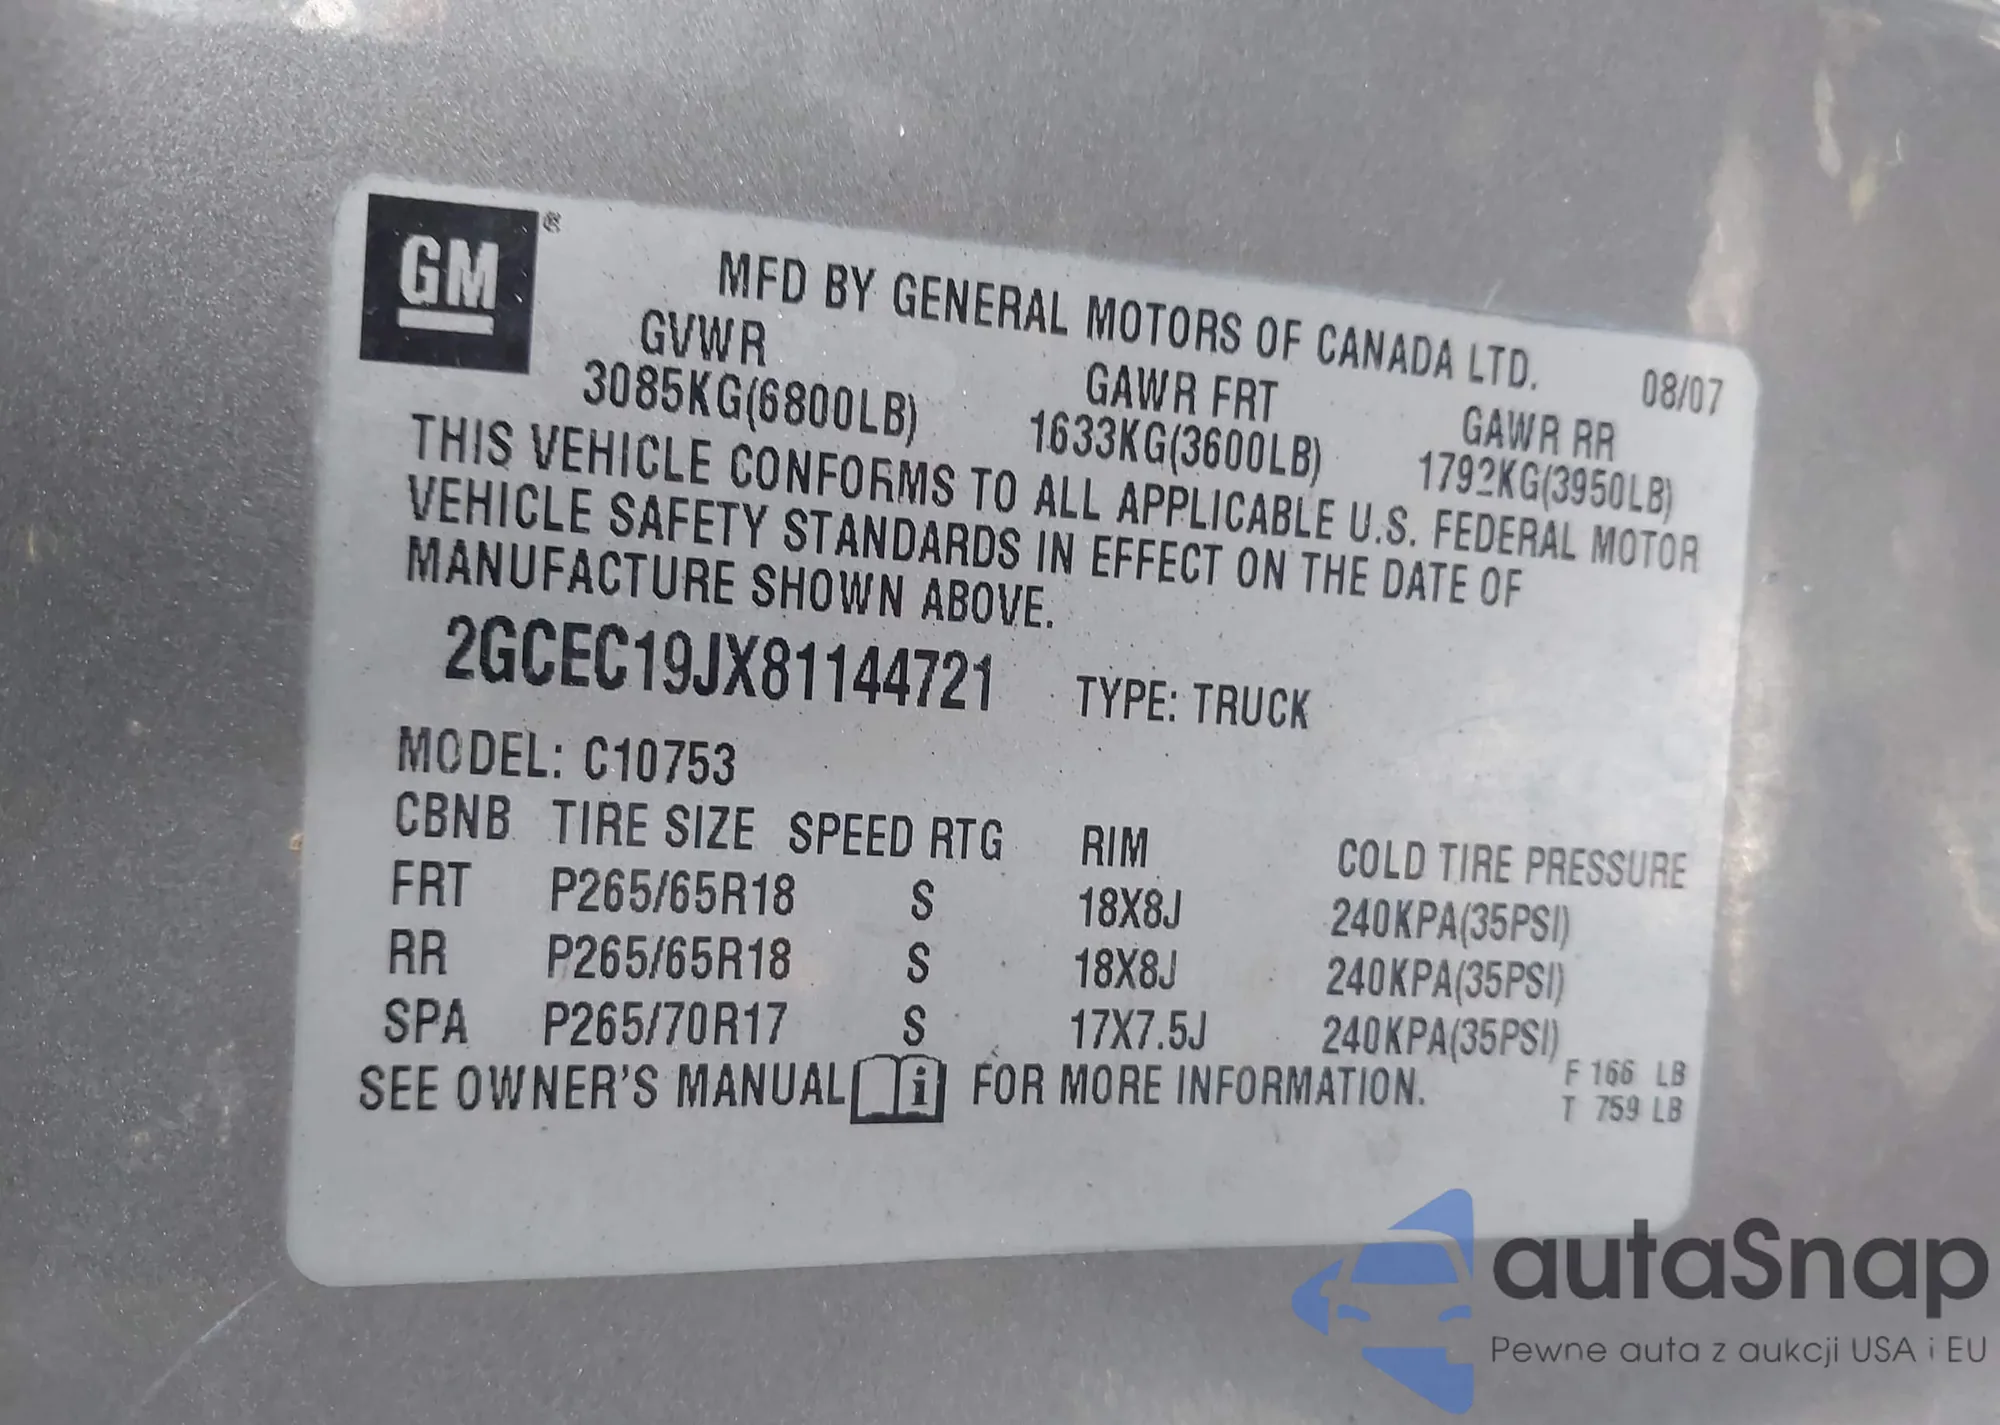 GM ®
MFD BY GENERAL MOTORS OF CANADA LTD. 08/07
GVWR GAWR FRT GAWR RR
3085KG(6800LB) 1633KG(3600LB) 1792KG(3950LB)
THIS VEHICLE CONFORMS TO ALL APPLICABLE U.S. FEDERAL MOTOR
VEHICLE SAFETY STANDARDS IN EFFECT ON THE DATE OF
MANUFACTURE SHOWN ABOVE.
2GCEC19JX81144721 TYPE: TRUCK
MODEL: C10753
CBNB TIRE SIZE SPEED RTG RIM COLD TIRE PRESSURE
FRT P265/65R18 S 18X8J 240KPA(35PSI)
RR P265/65R18 S 18X8J 240KPA(35PSI)
SPA P265/70R17 S 17X7.5J 240KPA(35PSI)
SEE OWNER'S MANUAL i FOR MORE INFORMATION.
F 166 LB
T 759 LB
autaSnap
Pewne auta z aukcji USA i EU